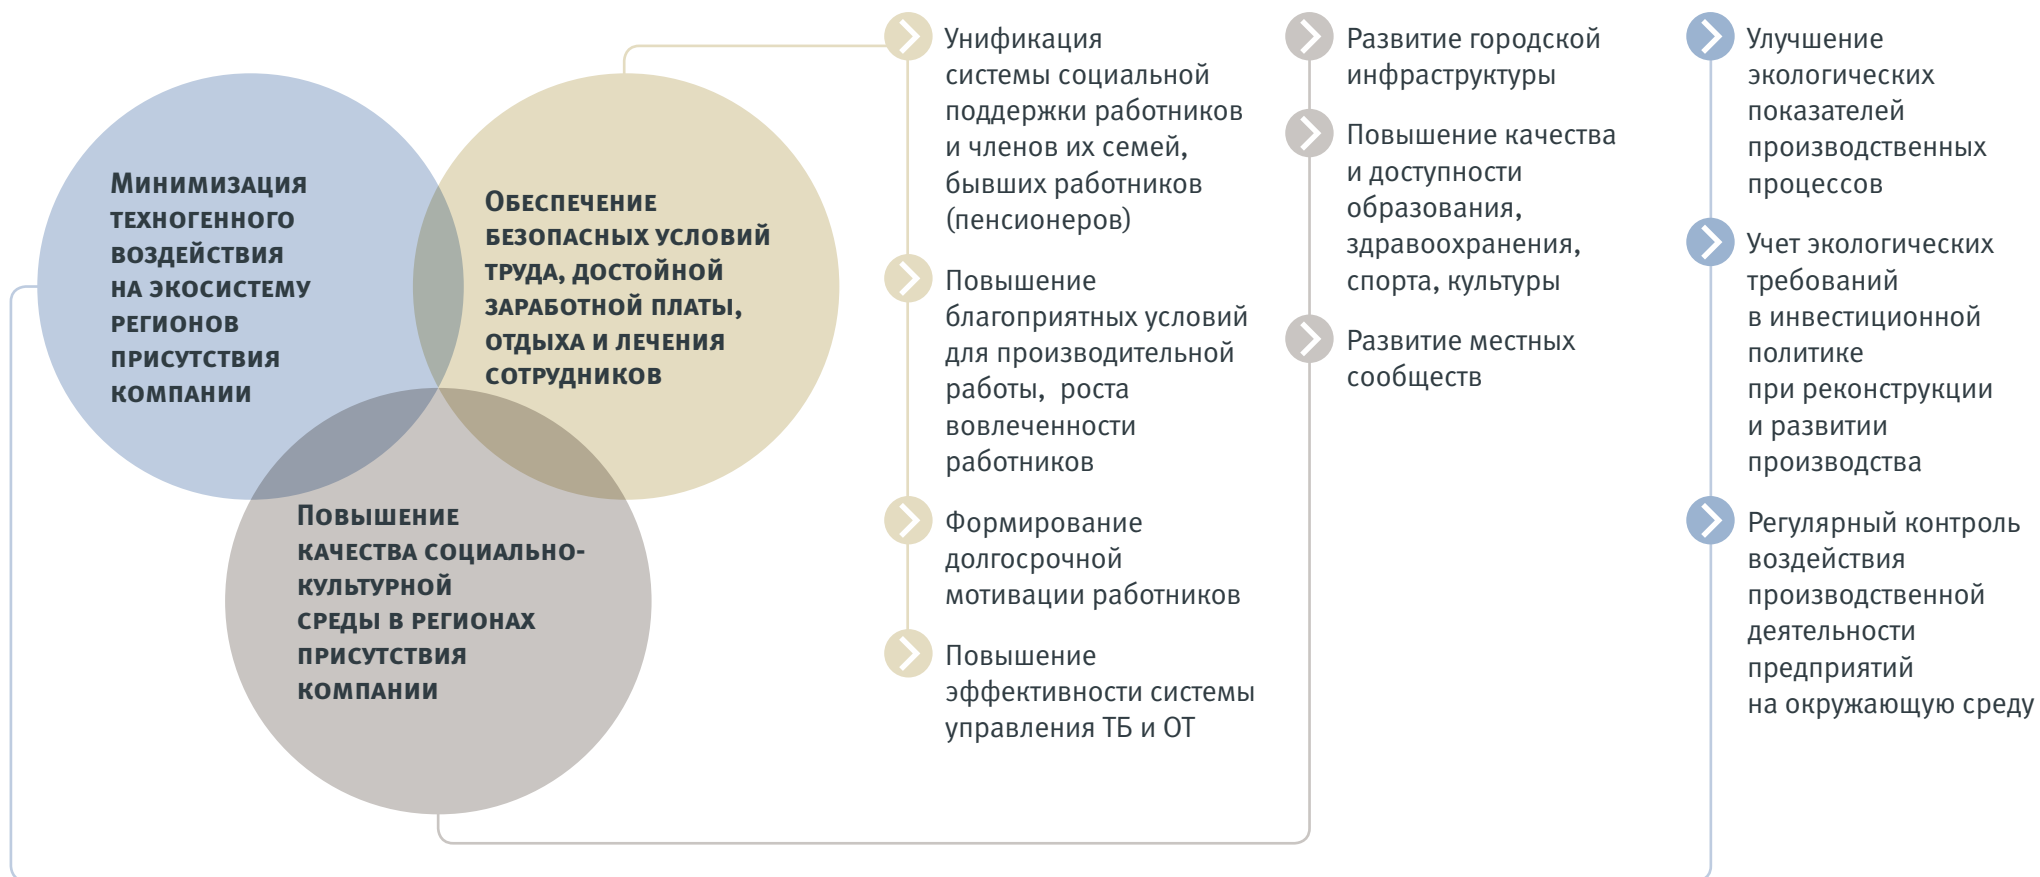 Минимизация
техногенного
воздействия
на экосистему
регионов
присутствия
компании
Обеспечение
безопасных условий
труда, достойной
заработной платы,
отдыха и лечения
сотрудников
Повышение
качества социально-
культурной
среды в регионах
присутствия
компании
Унификация
системы социальной
поддержки работников
и членов их семей,
бывших работников
(пенсионеров)
Повышение
благоприятных условий
для производительной
работы, роста
вовлеченности
работников
Формирование
долгосрочной
мотивации работников
Повышение
эффективности системы
управления ТБ и ОТ
Развитие городской
инфраструктуры
Повышение качества
и доступности
образования,
здравоохранения,
спорта, культуры
Развитие местных
сообществ
Улучшение
экологических
показателей
производственных
процессов
Учет экологических
требований
в инвестиционной
политике
при реконструкции
и развитии
производства
Регулярный контроль
воздействия
производственной
деятельности
предприятий
на окружающую среду